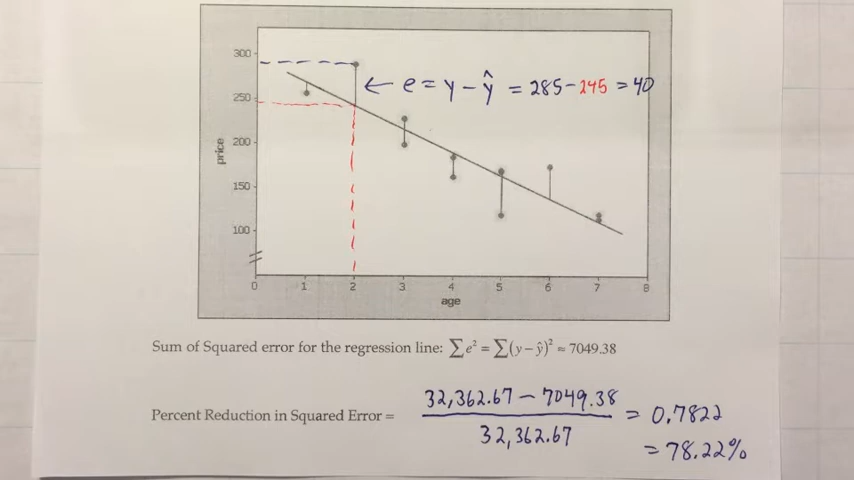 300
← e = y - ŷ = 285 - 245 = 40
250
200
150
100
price
0 1 2 3 4 5 6 7 8
age
Sum of Squared error for the regression line: ∑e² = ∑(y - ŷ)² ≈ 7049.38
Percent Reduction in Squared Error = (32,362.67 - 7049.38) / 32,362.67 = 0.7822
= 78.22%